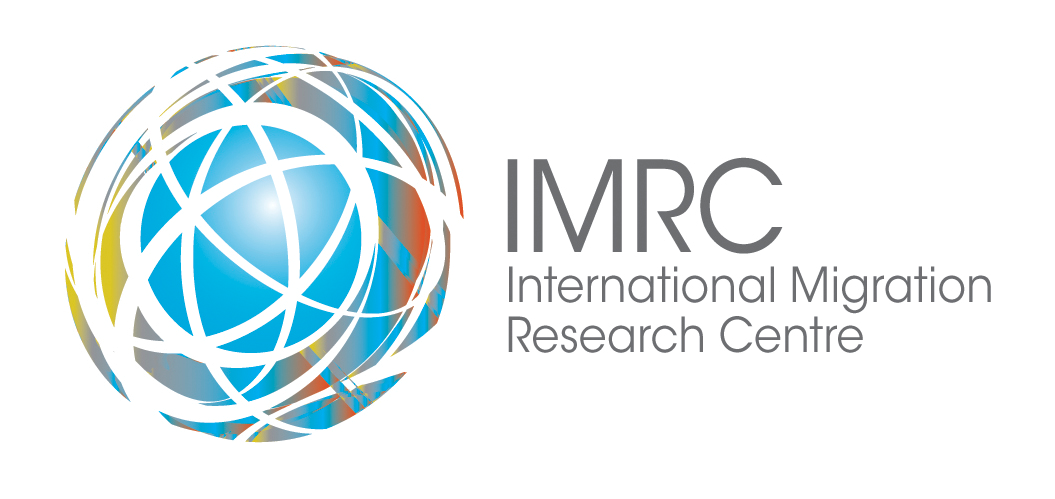 IMRC
International Migration
Research Centre